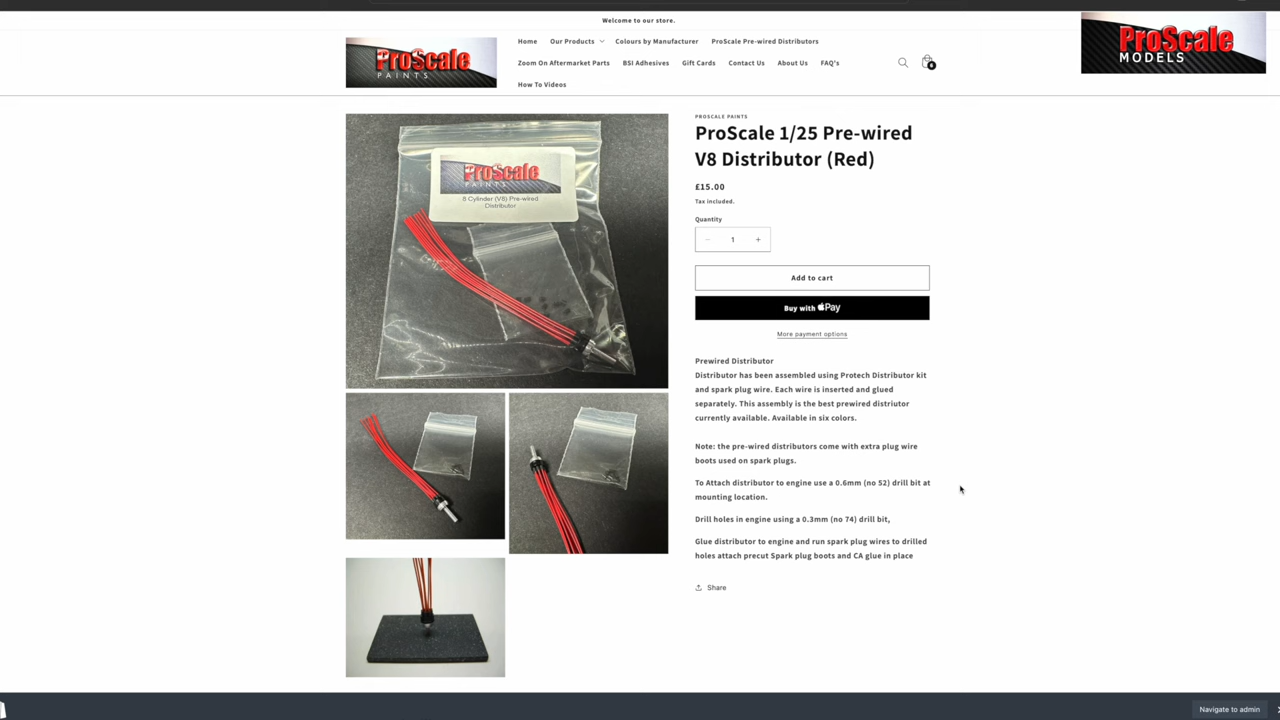 Welcome to our store.
ProScale
MODELS
ProScale
PAINTS
Home Our Products Colours by Manufacturer ProScale Pre-wired Distributors
Zoom On Aftermarket Parts BSI Adhesives Gift Cards Contact Us About Us FAQ's
How To Videos
6
ProScale
PAINTS
8 Cylinder (V8) Pre-wired
Distributor
PROSCALE PAINTS
ProScale 1/25 Pre-wired
V8 Distributor (Red)
£15.00
Tax included.
Quantity
− 1 +
Add to cart
Buy with Pay
More payment options
Prewired Distributor
Distributor has been assembled using Protech Distributor kit
and spark plug wire. Each wire is inserted and glued
separately. This assembly is the best prewired distriutor
currently available. Available in six colors.
Note: the pre-wired distributors come with extra plug wire
boots used on spark plugs.
To Attach distributor to engine use a 0.6mm (no 52) drill bit at
mounting location.
Drill holes in engine using a 0.3mm (no 74) drill bit,
Glue distributor to engine and run spark plug wires to drilled
holes attach precut Spark plug boots and CA glue in place
Share
Navigate to admin